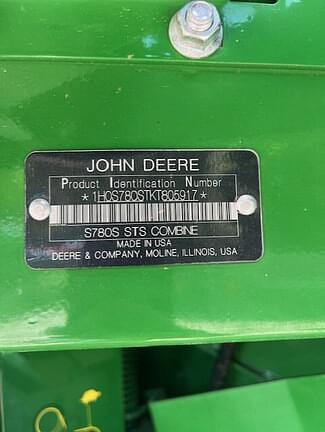 JOHN DEERE
Product Identification Number
*1H0S780STKT805917*
S780S STS COMBINE
MADE IN USA
DEERE & COMPANY, MOLINE, ILLINOIS, USA